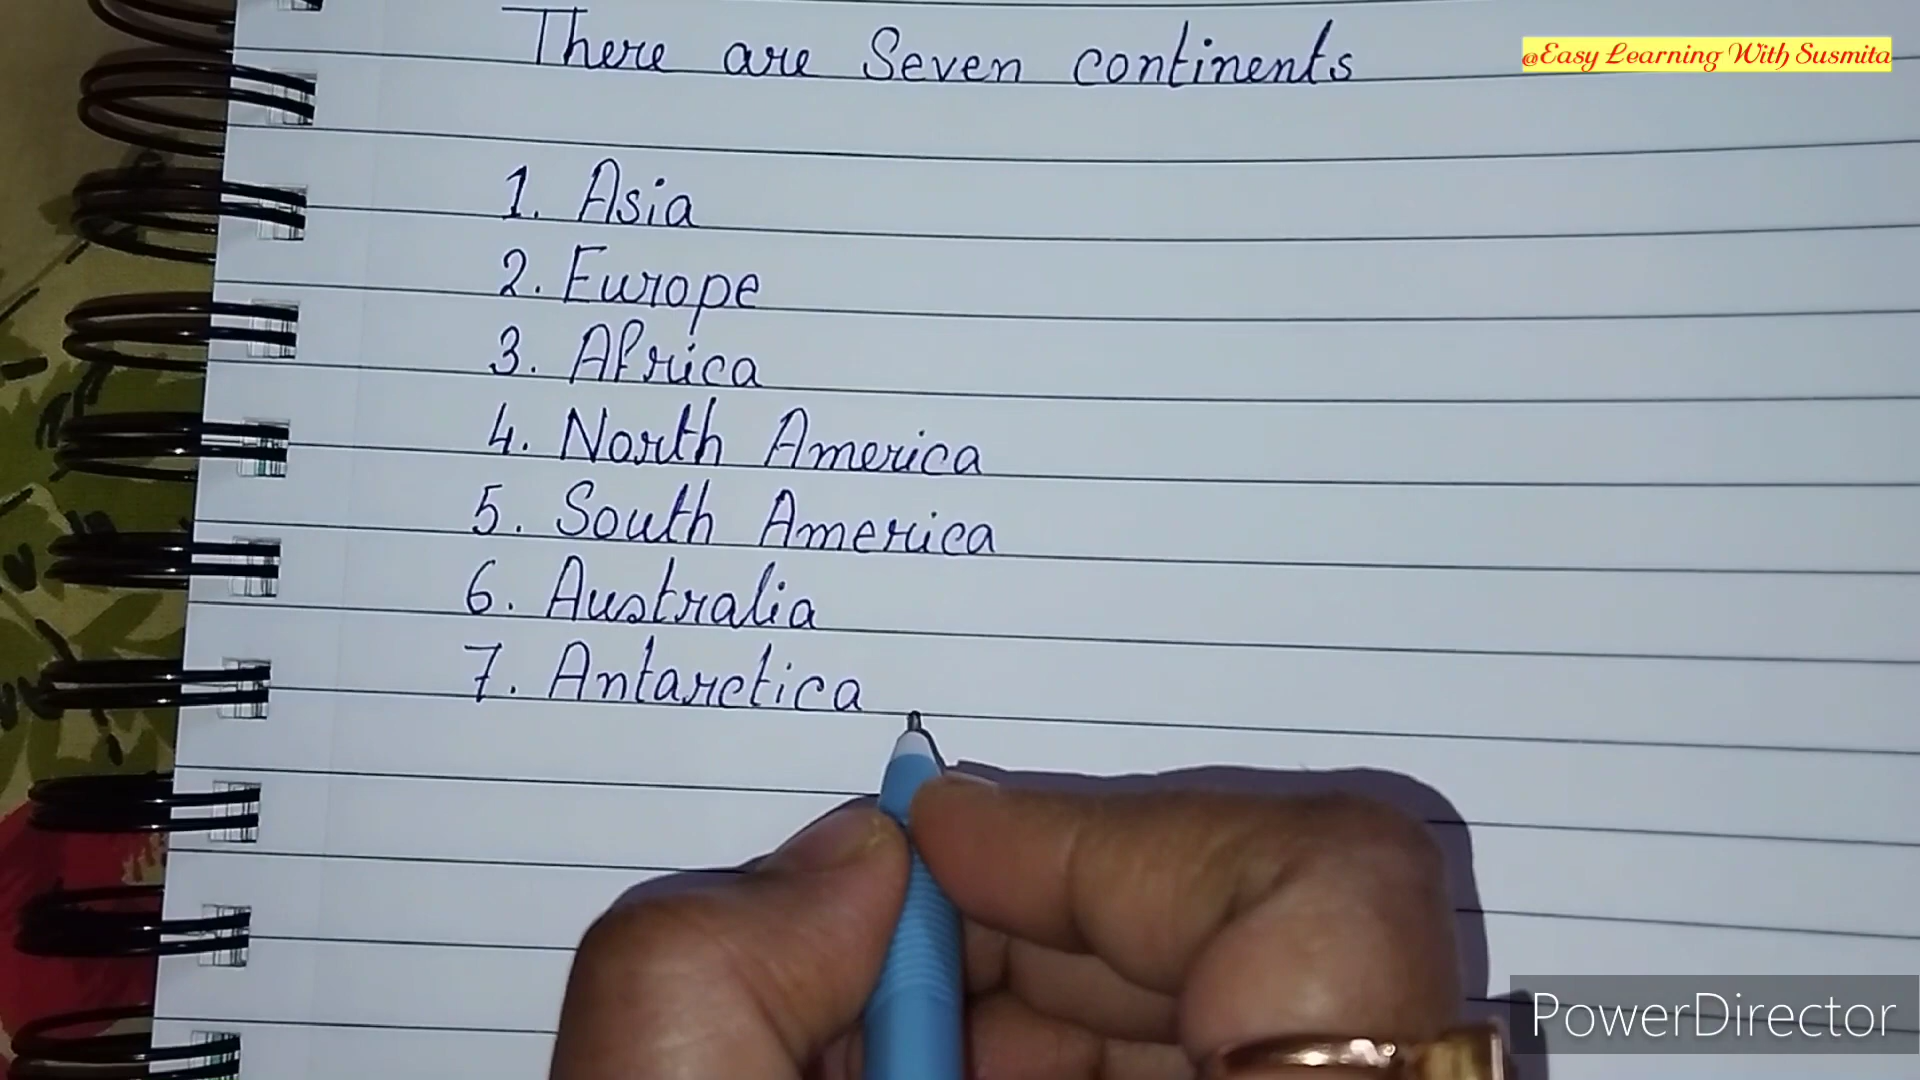 There are Seven continents
@Easy Learning With Susmita
1. Asia
2. Europe
3. Africa
4. North America
5. South America
6. Australia
7. Antarctica
PowerDirector